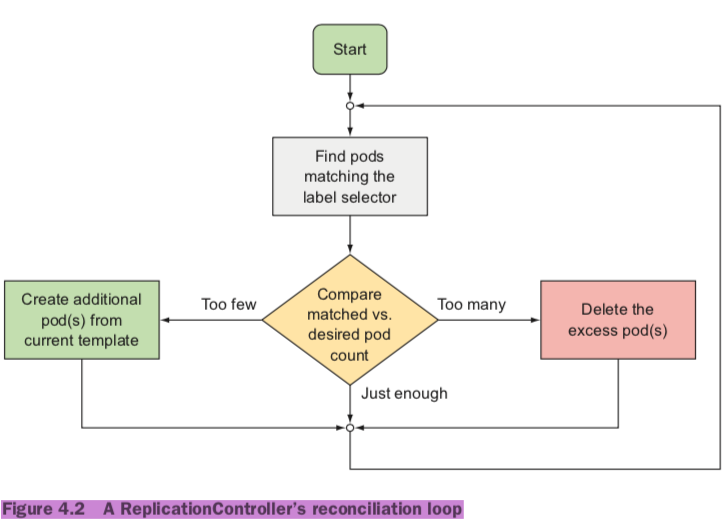 Start
Find pods
matching the
label selector
Create additional
pod(s) from
current template
Too few
Compare
matched vs.
desired pod
count
Too many
Delete the
excess pod(s)
Just enough
Figure 4.2 A ReplicationController’s reconciliation loop